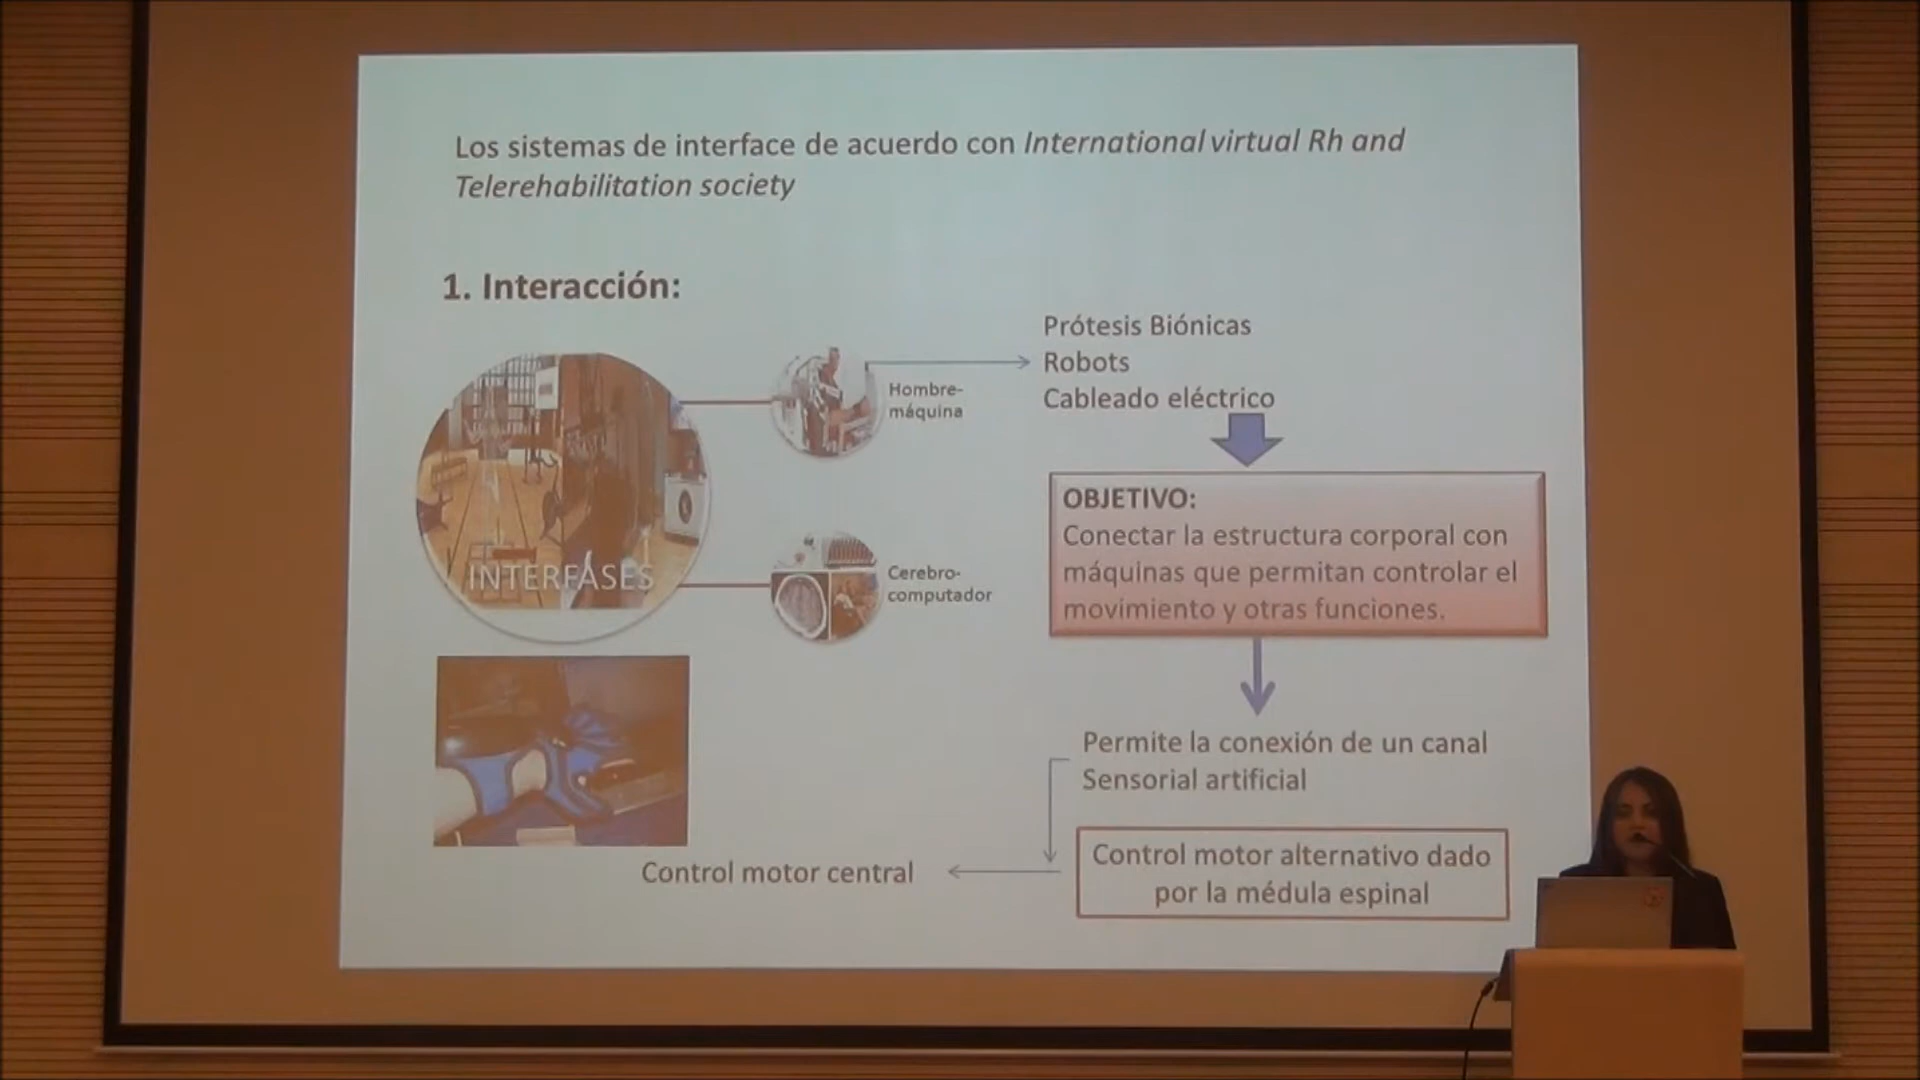 Los sistemas de interface de acuerdo con International virtual Rh and
Telerehabilitation society
1. Interacción:
INTERFASES
Hombre-
máquina
Cerebro-
computador
Prótesis Biónicas
Robots
Cableado eléctrico
OBJETIVO:
Conectar la estructura corporal con
máquinas que permitan controlar el
movimiento y otras funciones.
Permite la conexión de un canal
Sensorial artificial
Control motor alternativo dado
por la médula espinal
Control motor central